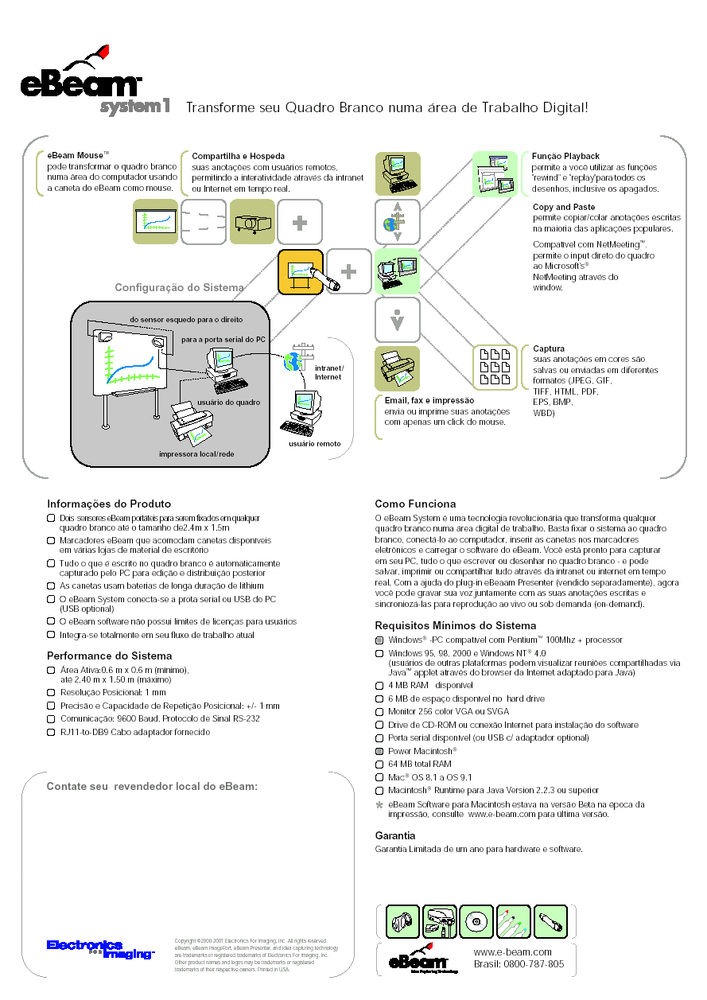 eBeam™
system1
Transforme seu Quadro Branco numa área de Trabalho Digital!
eBeam Mouse™
pode transformar o quadro branco
numa área do computador usando
a caneta do eBeam como mouse.
Compartilha e Hospeda
suas anotações com usuários remotos,
permitindo a interatividade através da intranet
ou Internet em tempo real.
Função Playback
permite a você utilizar as funções
"rewind" e "replay"para todos os
desenhos, inclusive os apagados.
Copy and Paste
permite copiar/colar anotações escritas
na maioria das aplicações populares.
Compatível com NetMeeting™,
permite o input direto do quadro
ao Microsoft's®
NetMeeting através do
window.
Configuração do Sistema
do sensor esquedo para o direito
para a porta serial do PC
intranet/
Internet
usuário do quadro
usuário remoto
impressora local/rede
Email, fax e impressão
envia ou imprime suas anotações
com apenas um click do mouse.
Captura
suas anotações em cores são
salvas ou enviadas em diferentes
formatos (JPEG, GIF,
TIFF, HTML, PDF,
EPS, BMP,
WBD)
Informações do Produto
Dois sensores eBeam portáteis para serem fixados em qualquer
quadro branco até o tamanho de2.4m x 1.5m
Marcadores eBeam que acomodam canetas disponíveis
em várias lojas de material de escritório
Tudo o que é escrito no quadro branco é automaticamente
capturado pelo PC para edição e distribuição posterior
As canetas usam baterias de longa duração de lithium
O eBeam System conecta-se a prota serial ou USB do PC
(USB optional)
O eBeam software não possui limites de licenças para usuários
Integra-se totalmente em seu fluxo de trabalho atual
Performance do Sistema
Área Ativa:0.6 m x 0.6 m (mínimo),
até 2.40 m x 1.50 m (máximo)
Resolução Posicional: 1 mm
Precisão e Capacidade de Repetição Posicional: +/- 1 mm
Comunicação: 9600 Baud, Protocolo de Sinal RS-232
RJ11-to-DB9 Cabo adaptador fornecido
Como Funciona
O eBeam System é uma tecnologia revolucionária que transforma qualquer
quadro branco numa área digital de trabalho. Basta fixar o sistema ao quadro
branco, conectá-lo ao computador, inserir as canetas nos marcadores
eletrônicos e carregar o software do eBeam. Você está pronto para capturar
em seu PC, tudo o que escrever ou desenhar no quadro branco - e pode
salvar, imprimir ou compartilhar tudo através da intranet ou internet em tempo
real. Com a ajuda do plug-in eBeaam Presenter (vendido separadamente), agora
você pode gravar sua voz juntamente com as suas anotações escritas e
sincronizá-las para reprodução ao vivo ou sob demanda (on-demand).
Requisitos Mínimos do Sistema
Windows® -PC compatível com Pentium™ 100Mhz + processor
Windows 95, 98, 2000 e Windows NT® 4.0
(usuários de outras plataformas podem visualizar reuniões compartilhadas via
Java™ applet através do browser da Internet adaptado para Java)
4 MB RAM disponível
6 MB de espaço disponível no hard drive
Monitor 256 color VGA ou SVGA
Drive de CD-ROM ou conexão Internet para instalação do software
Porta serial disponível (ou USB c/ adaptador optional)
Power Macintosh®
64 MB total RAM
Mac® OS 8.1 a OS 9.1
Macintosh® Runtime para Java Version 2.2.3 ou superior
* eBeam Software para Macintosh estava na versão Beta na época da
impressão, consulte www.e-beam.com para última versão.
Garantia
Garantia Limitada de um ano para hardware e software.
Contate seu revendedor local do eBeam:
Electronics
for Imaging™
Copyright ©2000-2001 Electronics For Imaging, Inc. All rights reserved.
eBeam, eBeam ImagePort, eBeam Presenter, and idea capturing technology
are trademarks or registered trademarks of Electronics For Imaging, Inc.
Other product names and logos may be trademarks or registered
trademarks of their respective owners. Printed in USA.
eBeam™
Idea Capturing Technology
www.e-beam.com
Brasil: 0800-787-805